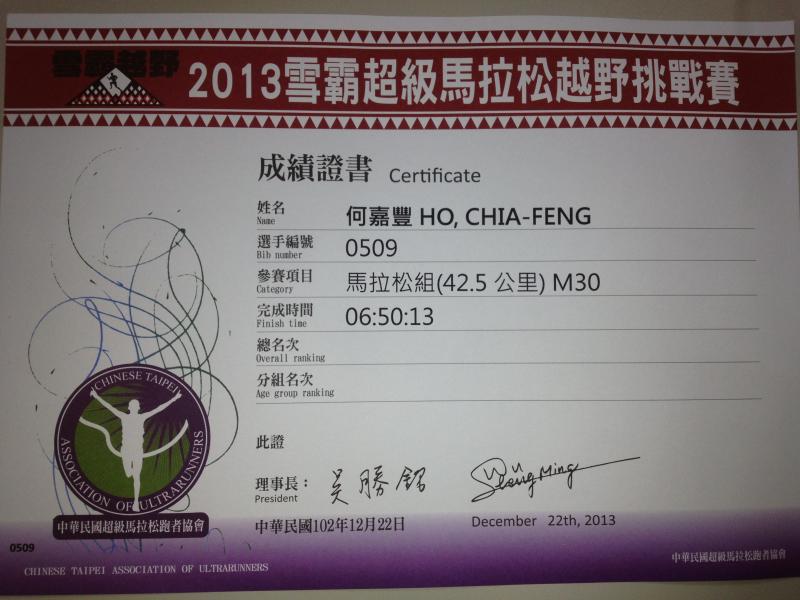 雪霸越野
2013雪霸超級馬拉松越野挑戰賽
成績證書 Certificate
姓名 何嘉豐 HO, CHIA-FENG
Name
選手編號 0509
Bib number
參賽項目 馬拉松組(42.5 公里) M30
Category
完成時間 06:50:13
Finish time
總名次
Overall ranking
分組名次
Age group ranking
此證
理事長： 吳勝銘
President
中華民國102年12月22日 December 22th, 2013
CHINESE TAIPEI
ASSOCIATION OF ULTRARUNNERS
中華民國超級馬拉松跑者協會
0509
CHINESE TAIPEI ASSOCIATION OF ULTRARUNNERS
中華民國超級馬拉松跑者協會